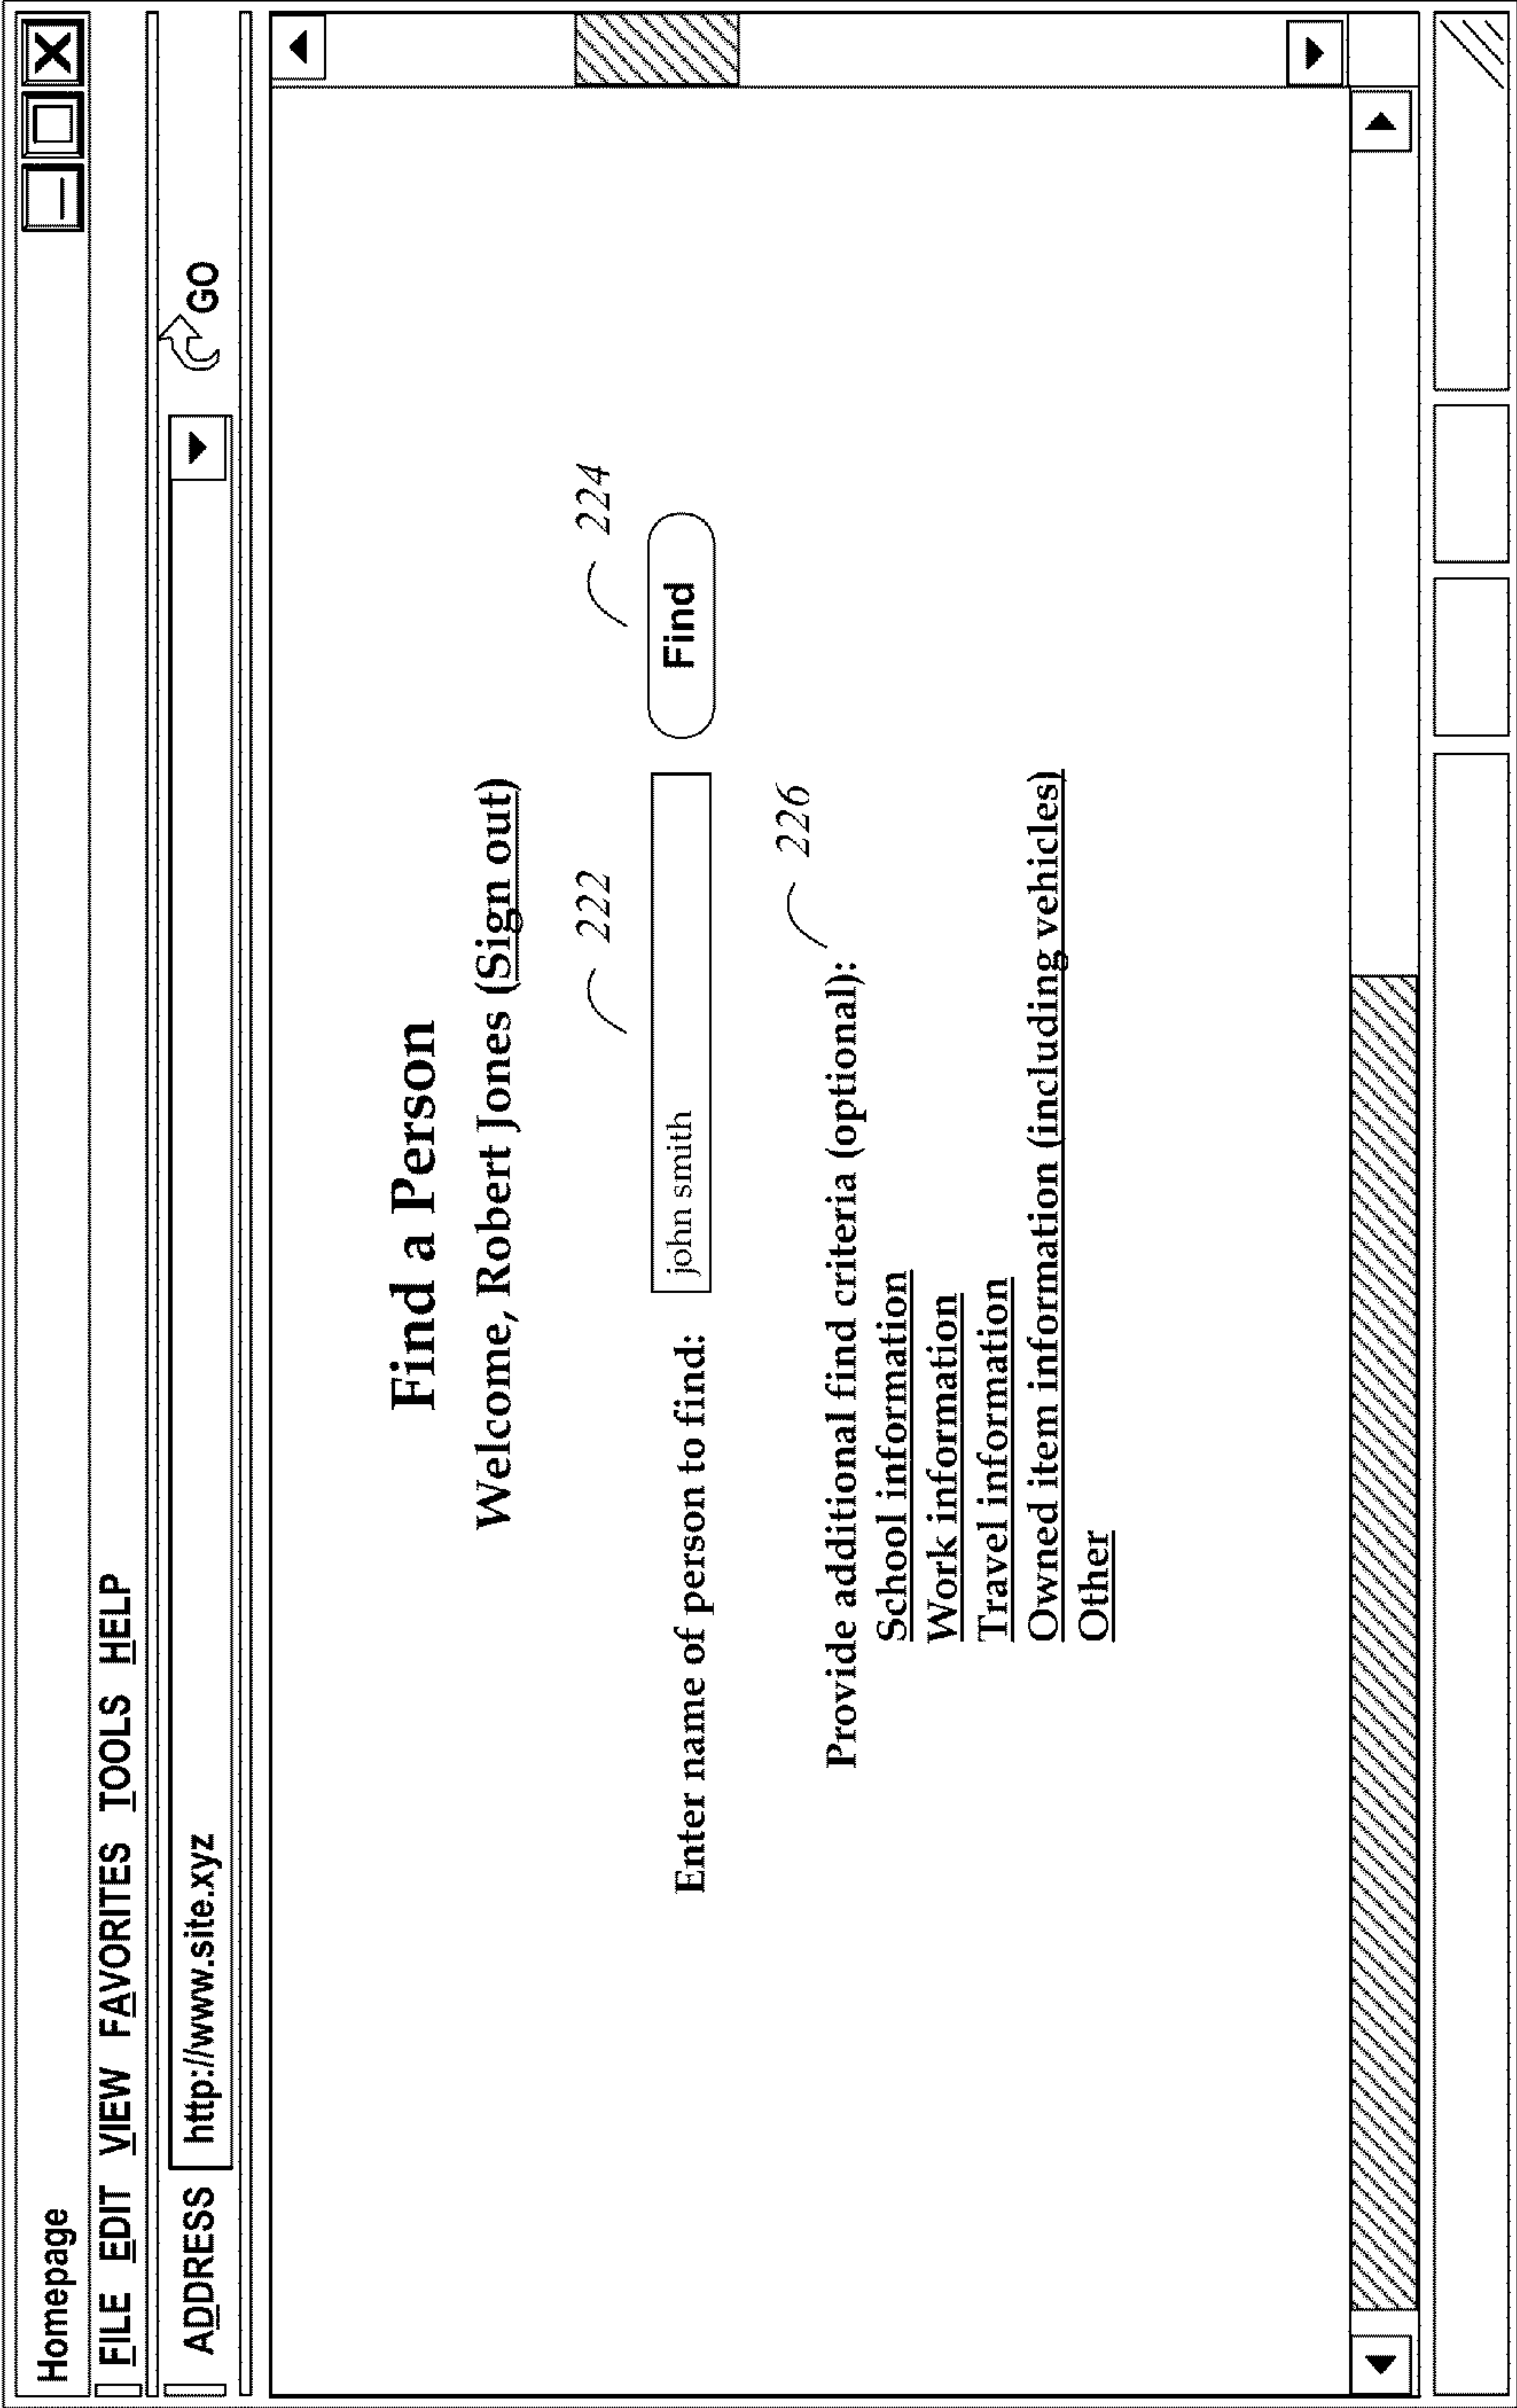 Homepage
FILE EDIT VIEW FAVORITES TOOLS HELP
ADDRESS http://www.site.xyz GO
Find a Person
Welcome, Robert Jones (Sign out)
222 224
Enter name of person to find: john smith Find
226
Provide additional find criteria (optional):
School information
Work information
Travel information
Owned item information (including vehicles)
Other